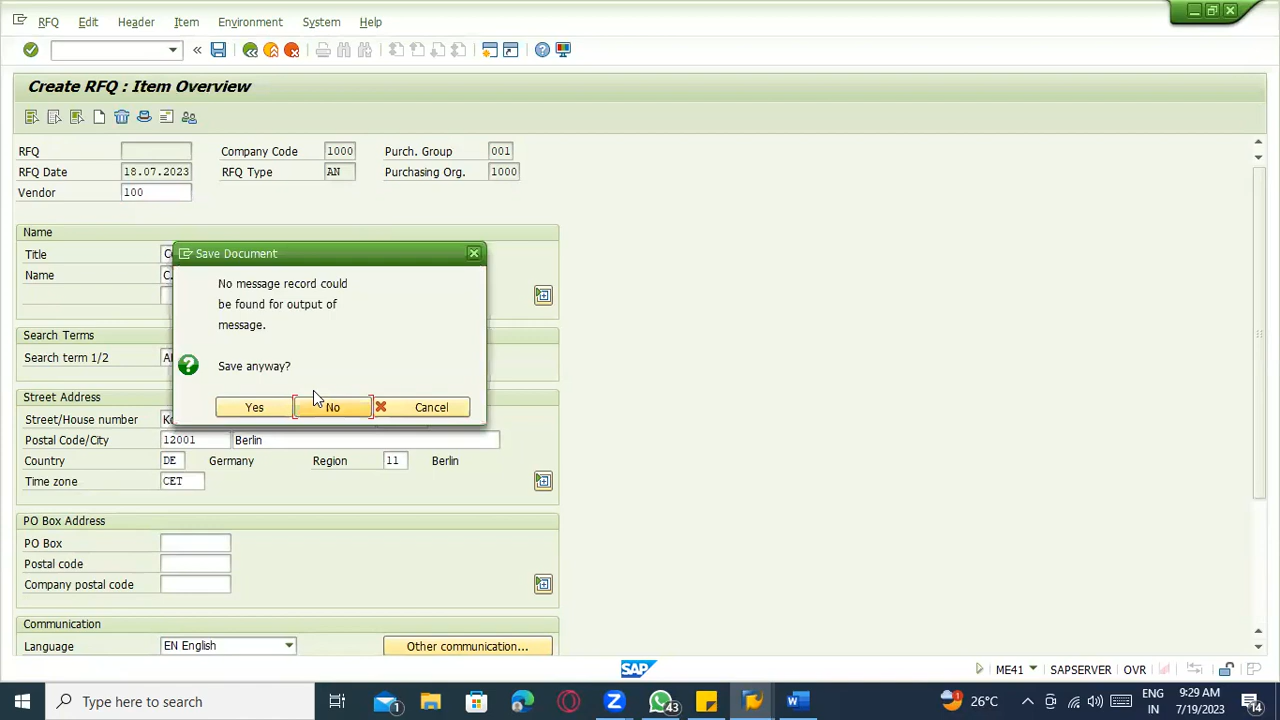 RFQ Edit Header Item Environment System Help
Create RFQ : Item Overview
RFQ Company Code 1000 Purch. Group 001
RFQ Date 18.07.2023 RFQ Type AN Purchasing Org. 1000
Vendor 100
Name
Title
Name
Save Document
No message record could
be found for output of
message.
Save anyway?
Yes No Cancel
Search Terms
Search term 1/2
Street Address
Street/House number
Postal Code/City 12001 Berlin
Country DE Germany Region 11 Berlin
Time zone CET
PO Box Address
PO Box
Postal code
Company postal code
Communication
Language EN English Other communication...
SAP
ME41 SAPSERVER OVR
Type here to search
1
43
1
26°C
ENG
IN
9:29 AM
7/19/2023
14